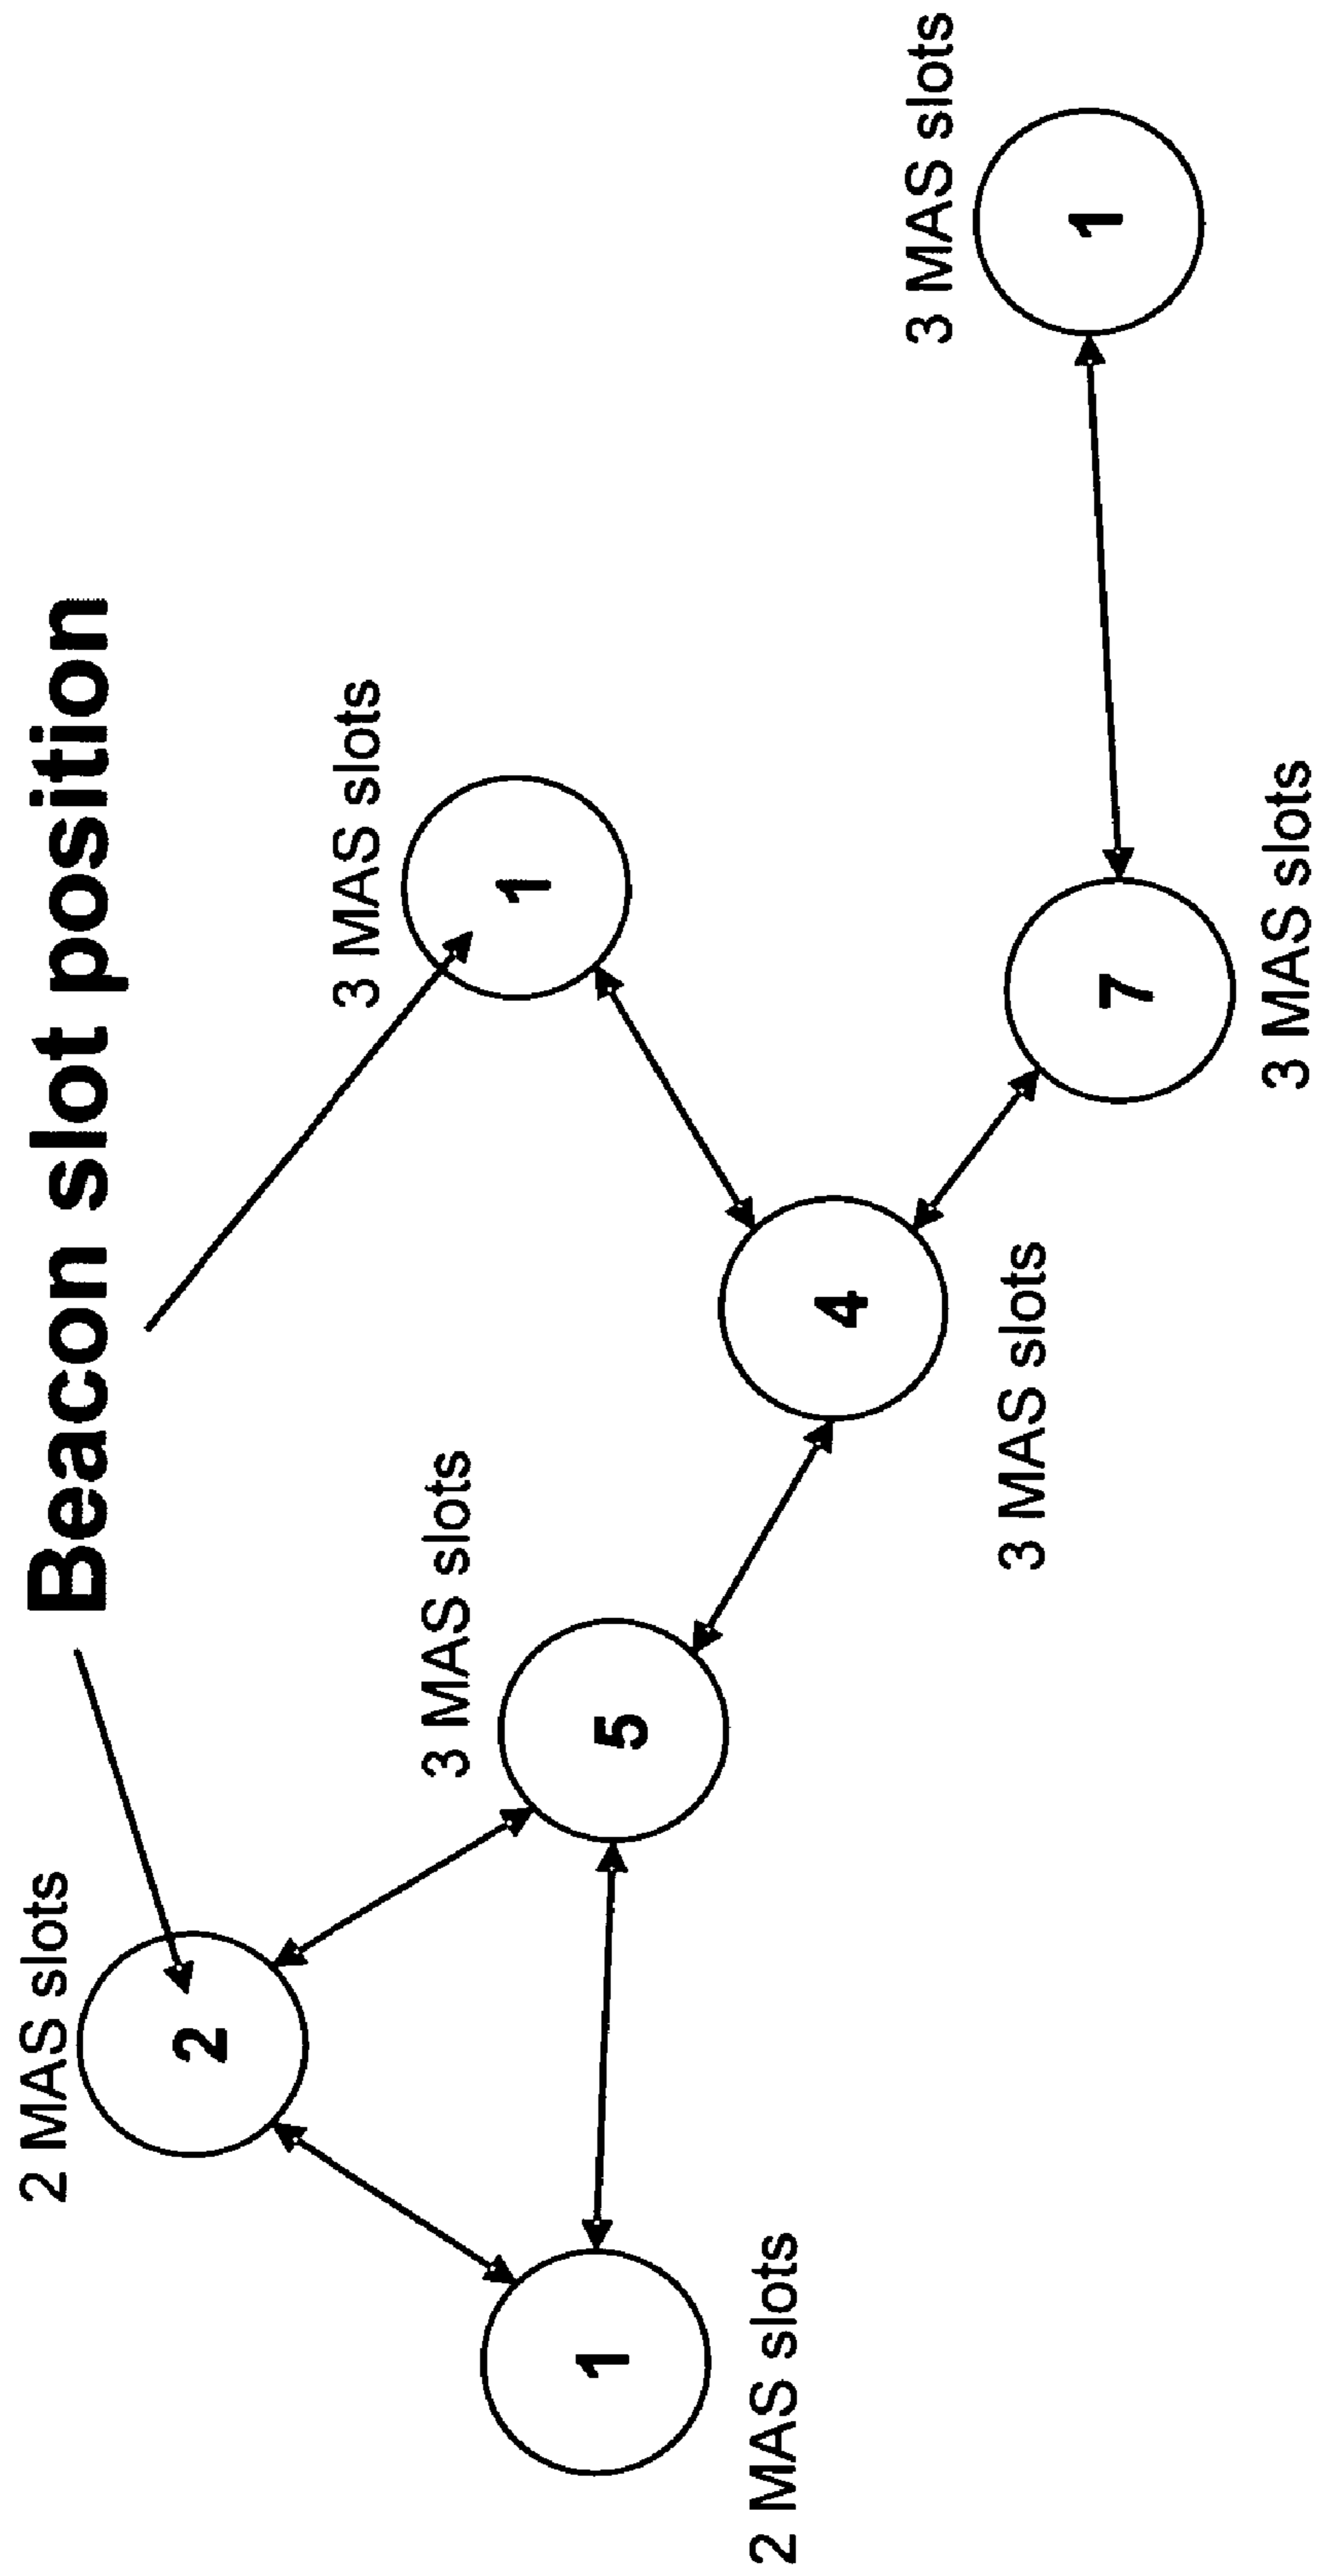 Beacon slot position
2 MAS slots
2
3 MAS slots
1
3 MAS slots
5
1
2 MAS slots
4
3 MAS slots
3 MAS slots
1
7
3 MAS slots